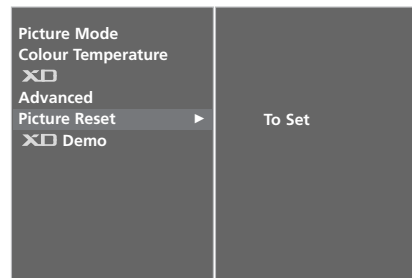 Picture Mode
Colour Temperature
XD
Advanced
Picture Reset ►
To Set
XD Demo